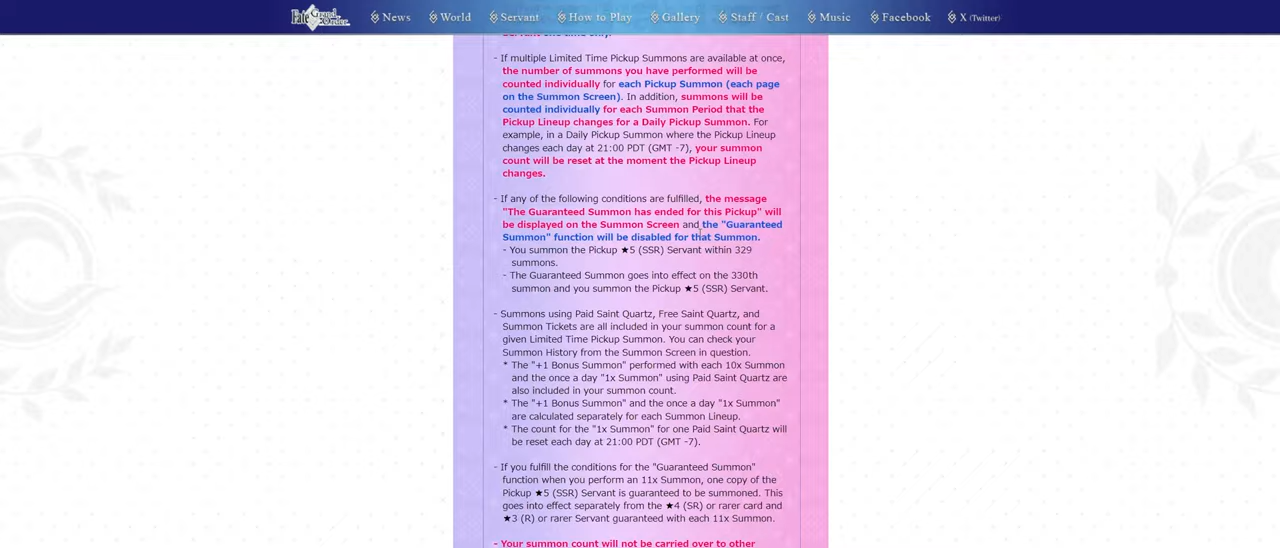 Fate Grand Order
News
World
Servant
How to Play
Gallery
Staff / Cast
Music
Facebook
X (Twitter)
- If multiple Limited Time Pickup Summons are available at once,
the number of summons you have performed will be
counted individually for each Pickup Summon (each page
on the Summon Screen). In addition, summons will be
counted individually for each Summon Period that the
Pickup Lineup changes for a Daily Pickup Summon. For
example, in a Daily Pickup Summon where the Pickup Lineup
changes each day at 21:00 PDT (GMT -7), your summon
count will be reset at the moment the Pickup Lineup
changes.
- If any of the following conditions are fulfilled, the message
"The Guaranteed Summon has ended for this Pickup" will
be displayed on the Summon Screen and the "Guaranteed
Summon" function will be disabled for that Summon.
- You summon the Pickup ★5 (SSR) Servant within 329
summons.
- The Guaranteed Summon goes into effect on the 330th
summon and you summon the Pickup ★5 (SSR) Servant.
- Summons using Paid Saint Quartz, Free Saint Quartz, and
Summon Tickets are all included in your summon count for a
given Limited Time Pickup Summon. You can check your
Summon History from the Summon Screen in question.
* The "+1 Bonus Summon" performed with each 10x Summon
and the once a day "1x Summon" using Paid Saint Quartz are
also included in your summon count.
* The "+1 Bonus Summon" and the once a day "1x Summon"
are calculated separately for each Summon Lineup.
* The count for the "1x Summon" for one Paid Saint Quartz will
be reset each day at 21:00 PDT (GMT -7).
- If you fulfill the conditions for the "Guaranteed Summon"
function when you perform an 11x Summon, one copy of the
Pickup ★5 (SSR) Servant is guaranteed to be summoned. This
goes into effect separately from the ★4 (SR) or rarer card and
★3 (R) or rarer Servant guaranteed with each 11x Summon.
- Your summon count will not be carried over to other